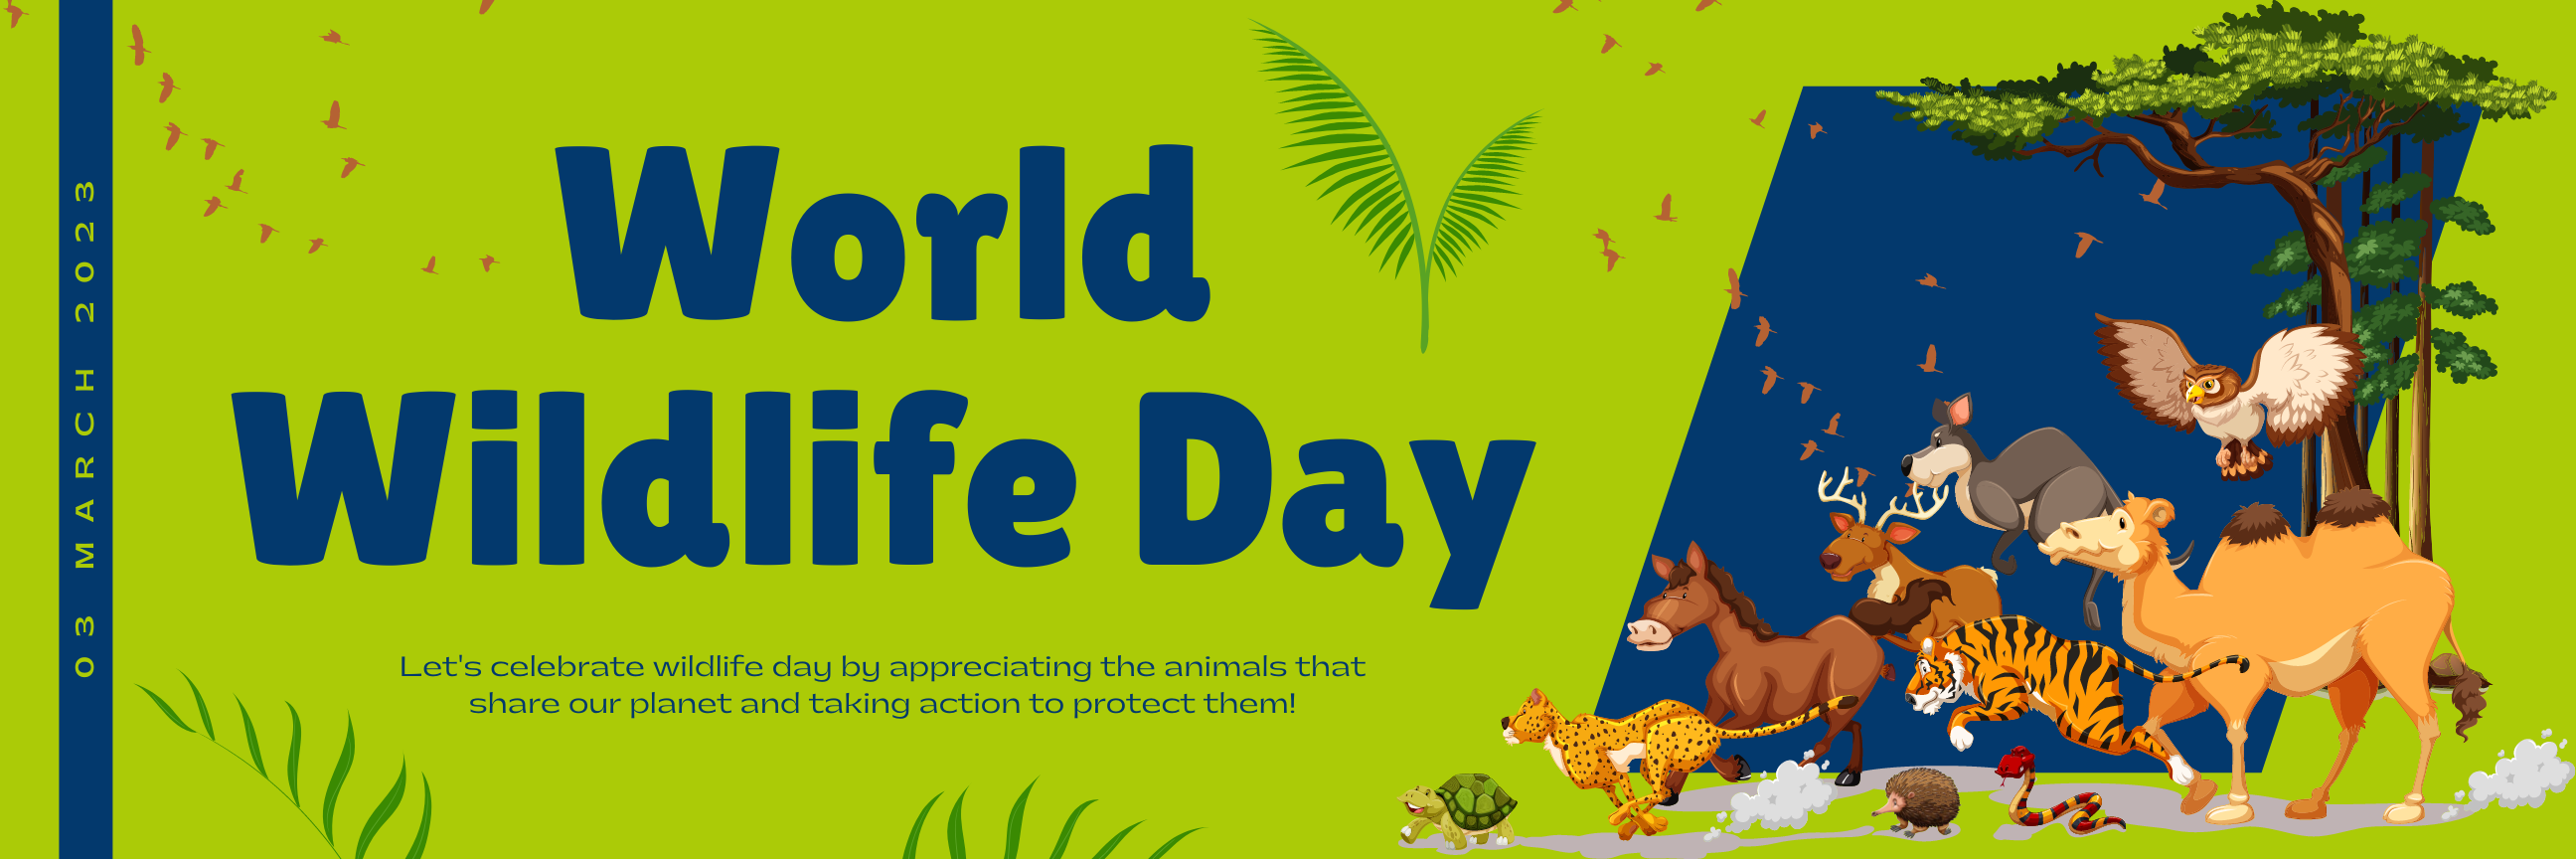 03 MARCH 2023
World
Wildlife Day
Let's celebrate wildlife day by appreciating the animals that
share our planet and taking action to protect them!